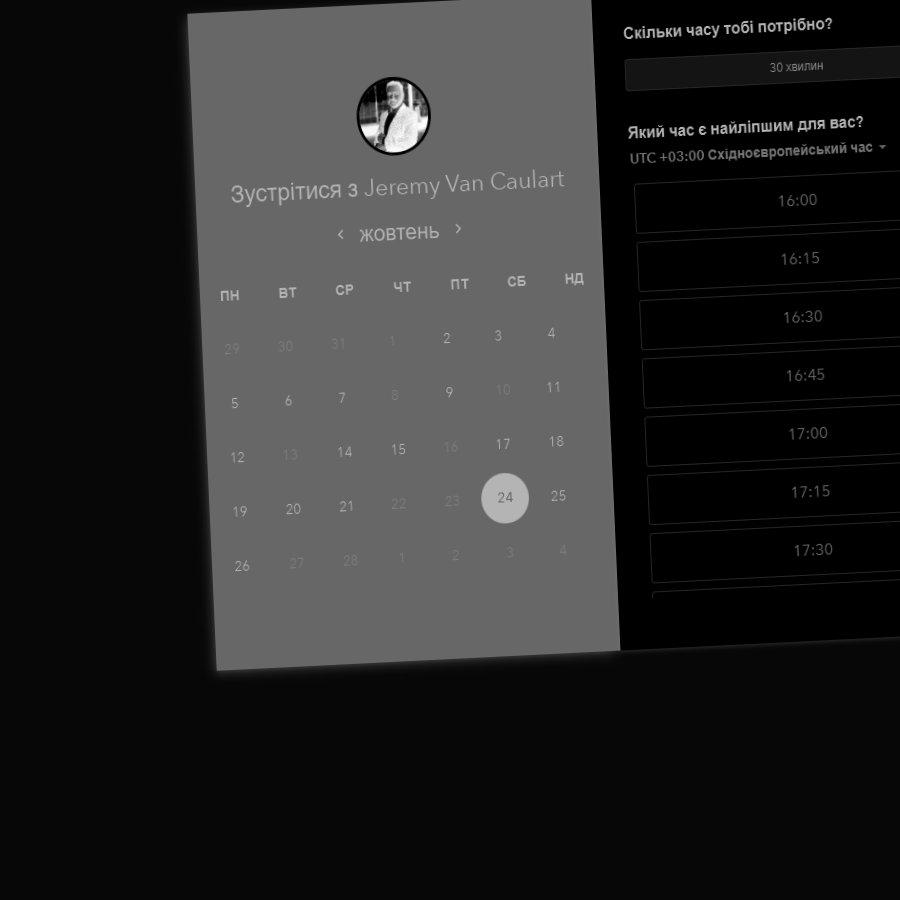 Зустрітися з Jeremy Van Caulart
жовтень
ПН ВТ СР ЧТ ПТ СБ НД
29 30 31 1 2 3 4
5 6 7 8 9 10 11
12 13 14 15 16 17 18
19 20 21 22 23 24 25
26 27 28 1 2 3 4
Скільки часу тобі потрібно?
30 хвилин
Який час є найліпшим для вас?
UTC +03:00 Східноєвропейський час
16:00
16:15
16:30
16:45
17:00
17:15
17:30